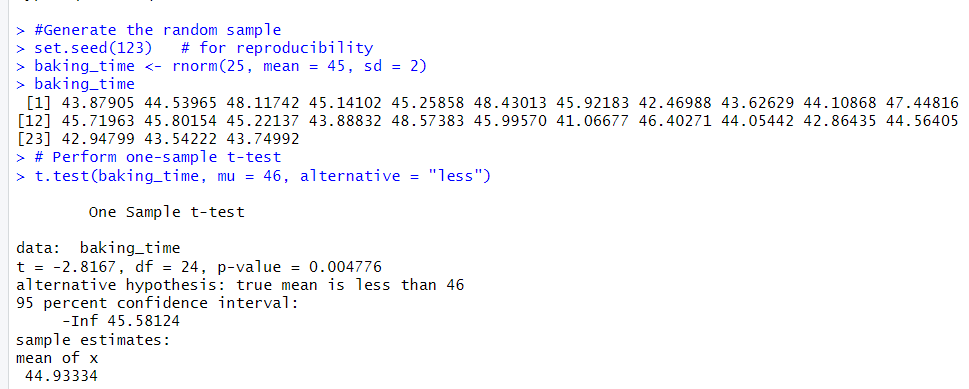 > #Generate the random sample
> set.seed(123)   # for reproducibility
> baking_time <- rnorm(25, mean = 45, sd = 2)
> baking_time
 [1] 43.87905 44.53965 48.11742 45.14102 45.25858 48.43013 45.92183 42.46988 43.62629 44.10868 47.44816
[12] 45.71963 45.80154 45.22137 43.88832 48.57383 45.99570 41.06677 46.40271 44.05442 42.86435 44.56405
[23] 42.94799 43.54222 43.74992
> # Perform one-sample t-test
> t.test(baking_time, mu = 46, alternative = "less")
        One Sample t-test
data:  baking_time
t = -2.8167, df = 24, p-value = 0.004776
alternative hypothesis: true mean is less than 46
95 percent confidence interval:
     -Inf 45.58124
sample estimates:
mean of x
 44.93334